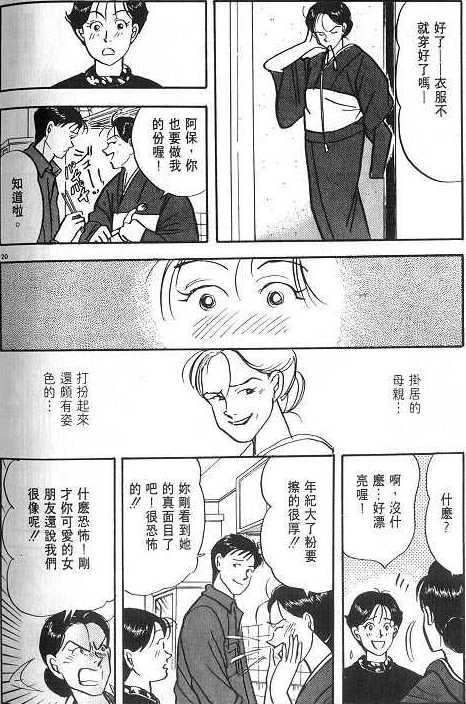 好了──衣服不
就穿好了嗎─
阿保，你
也要做我
的份喔！
知道啦。
20
掛居的
母親…
打扮起來
還頗有姿
色的…
什麼？
啊，沒什
麼…好漂
亮喔！
年紀大了粉要
擦的很厚!!
妳剛看到她
的真面目了
吧！很恐怖
的!!
什麼恐怖！剛
才你可愛的女
朋友還說我們
很像呢!!